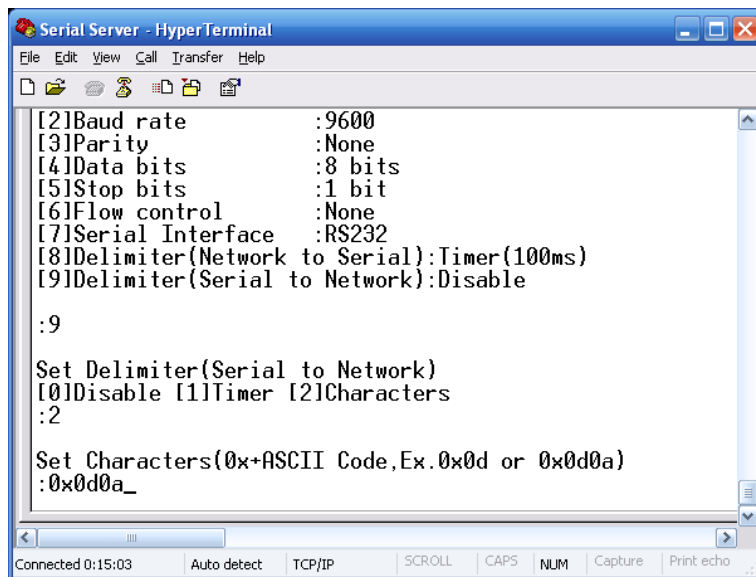 Serial Server - HyperTerminal
File Edit View Call Transfer Help
[2]Baud rate :9600
[3]Parity :None
[4]Data bits :8 bits
[5]Stop bits :1 bit
[6]Flow control :None
[7]Serial Interface :RS232
[8]Delimiter(Network to Serial):Timer(100ms)
[9]Delimiter(Serial to Network):Disable
:9
Set Delimiter(Serial to Network)
[0]Disable [1]Timer [2]Characters
:2
Set Characters(0x+ASCII Code,Ex.0x0d or 0x0d0a)
:0x0d0a_
Connected 0:15:03 Auto detect TCP/IP SCROLL CAPS NUM Capture Print echo